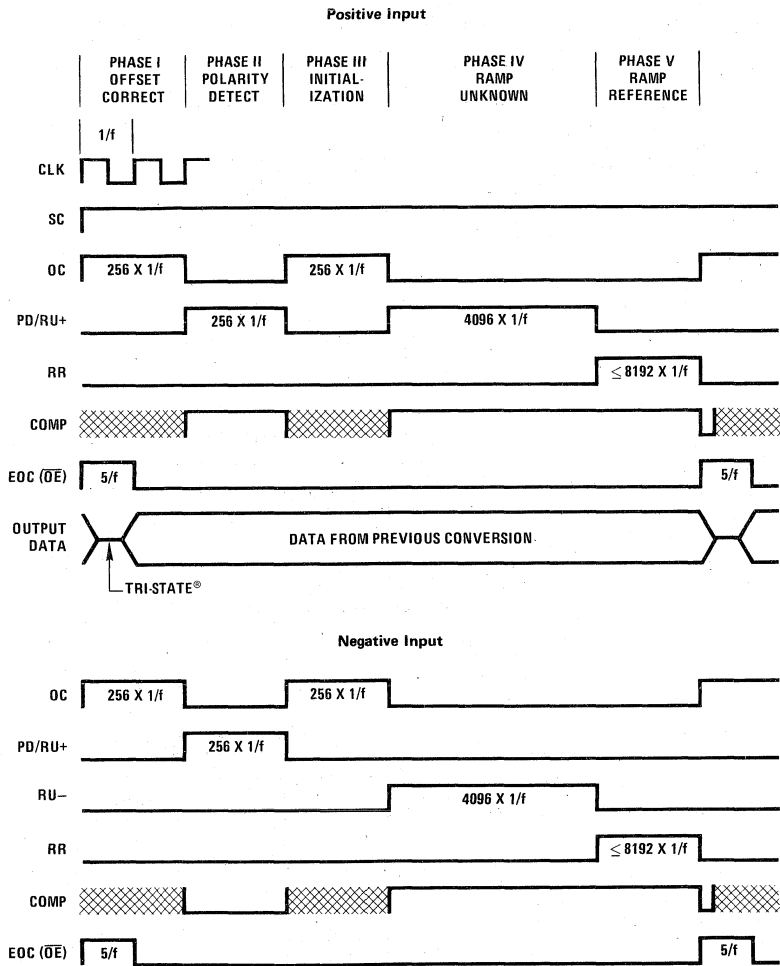 Positive Input
PHASE I
OFFSET
CORRECT
PHASE II
POLARITY
DETECT
PHASE III
INITIAL-
IZATION
PHASE IV
RAMP
UNKNOWN
PHASE V
RAMP
REFERENCE
1/f
CLK
SC
OC 256 X 1/f 256 X 1/f
PD/RU+ 256 X 1/f 4096 X 1/f
RR ≤ 8192 X 1/f
COMP
EOC (O̅E̅) 5/f 5/f
OUTPUT
DATA
DATA FROM PREVIOUS CONVERSION
TRI-STATE®
Negative Input
OC 256 X 1/f 256 X 1/f
PD/RU+ 256 X 1/f
RU− 4096 X 1/f
RR ≤ 8192 X 1/f
COMP
EOC (O̅E̅) 5/f 5/f